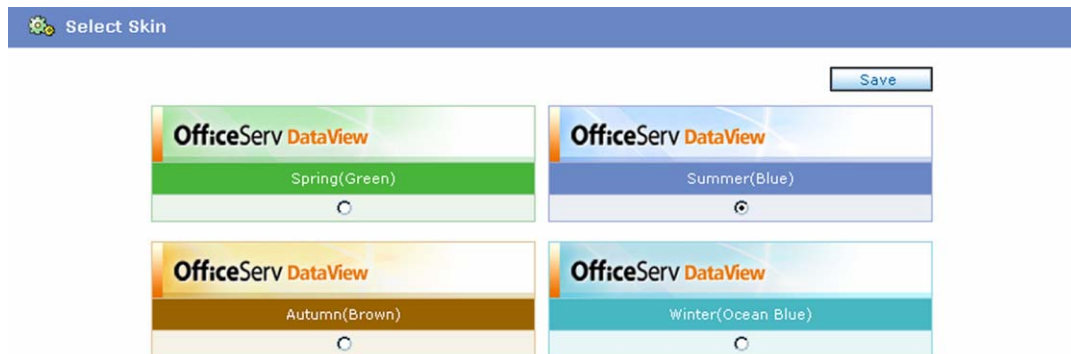 Select Skin
Save
OfficeServ DataView
Spring(Green)
OfficeServ DataView
Summer(Blue)
OfficeServ DataView
Autumn(Brown)
OfficeServ DataView
Winter(Ocean Blue)